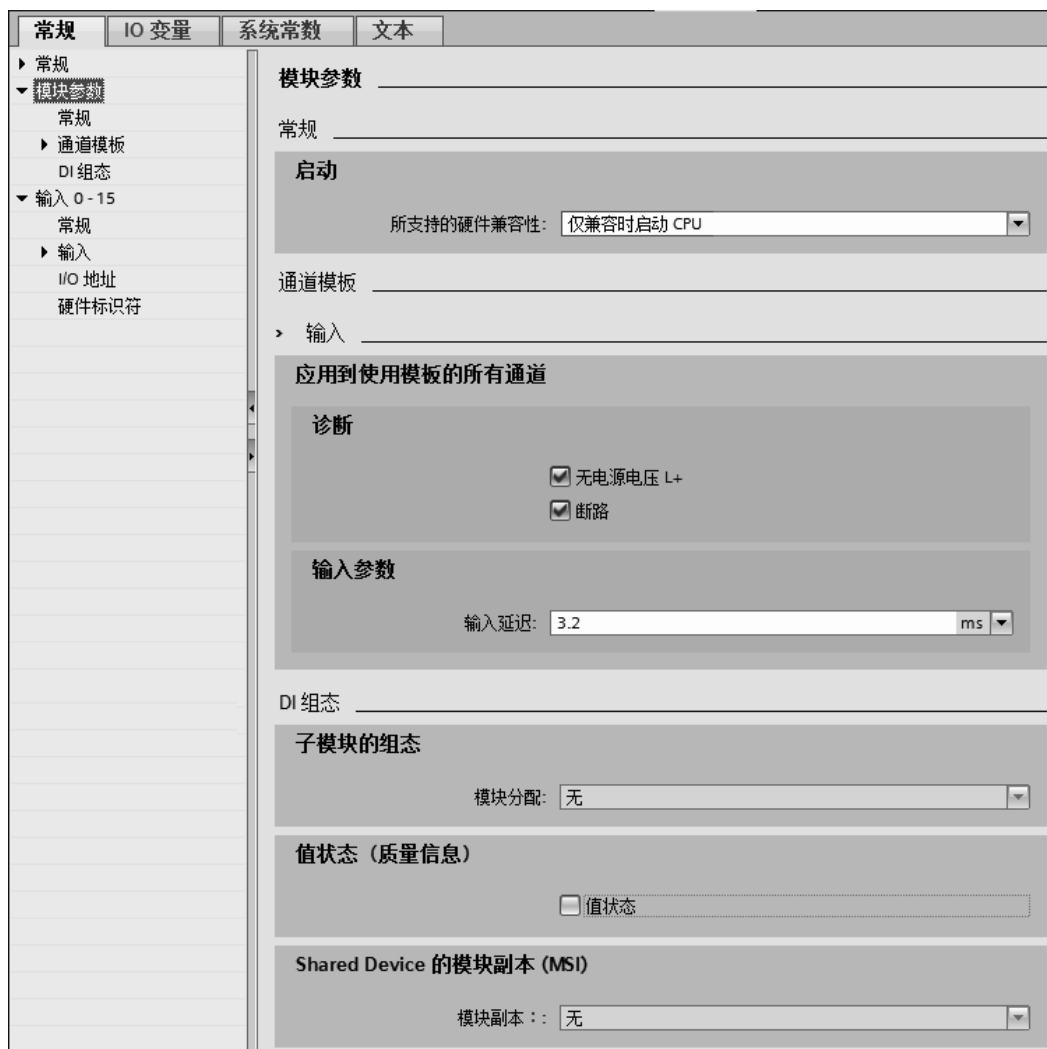 常规 IO 变量 系统常数 文本
常规
模块参数
常规
通道模板
DI 组态
输入 0 - 15
常规
输入
I/O 地址
硬件标识符
模块参数
常规
启动
所支持的硬件兼容性: 仅兼容时启动 CPU
通道模板
输入
应用到使用模板的所有通道
诊断
无电源电压 L+
断路
输入参数
输入延迟: 3.2 ms
DI 组态
子模块的组态
模块分配: 无
值状态（质量信息）
值状态
Shared Device 的模块副本 (MSI)
模块副本：: 无